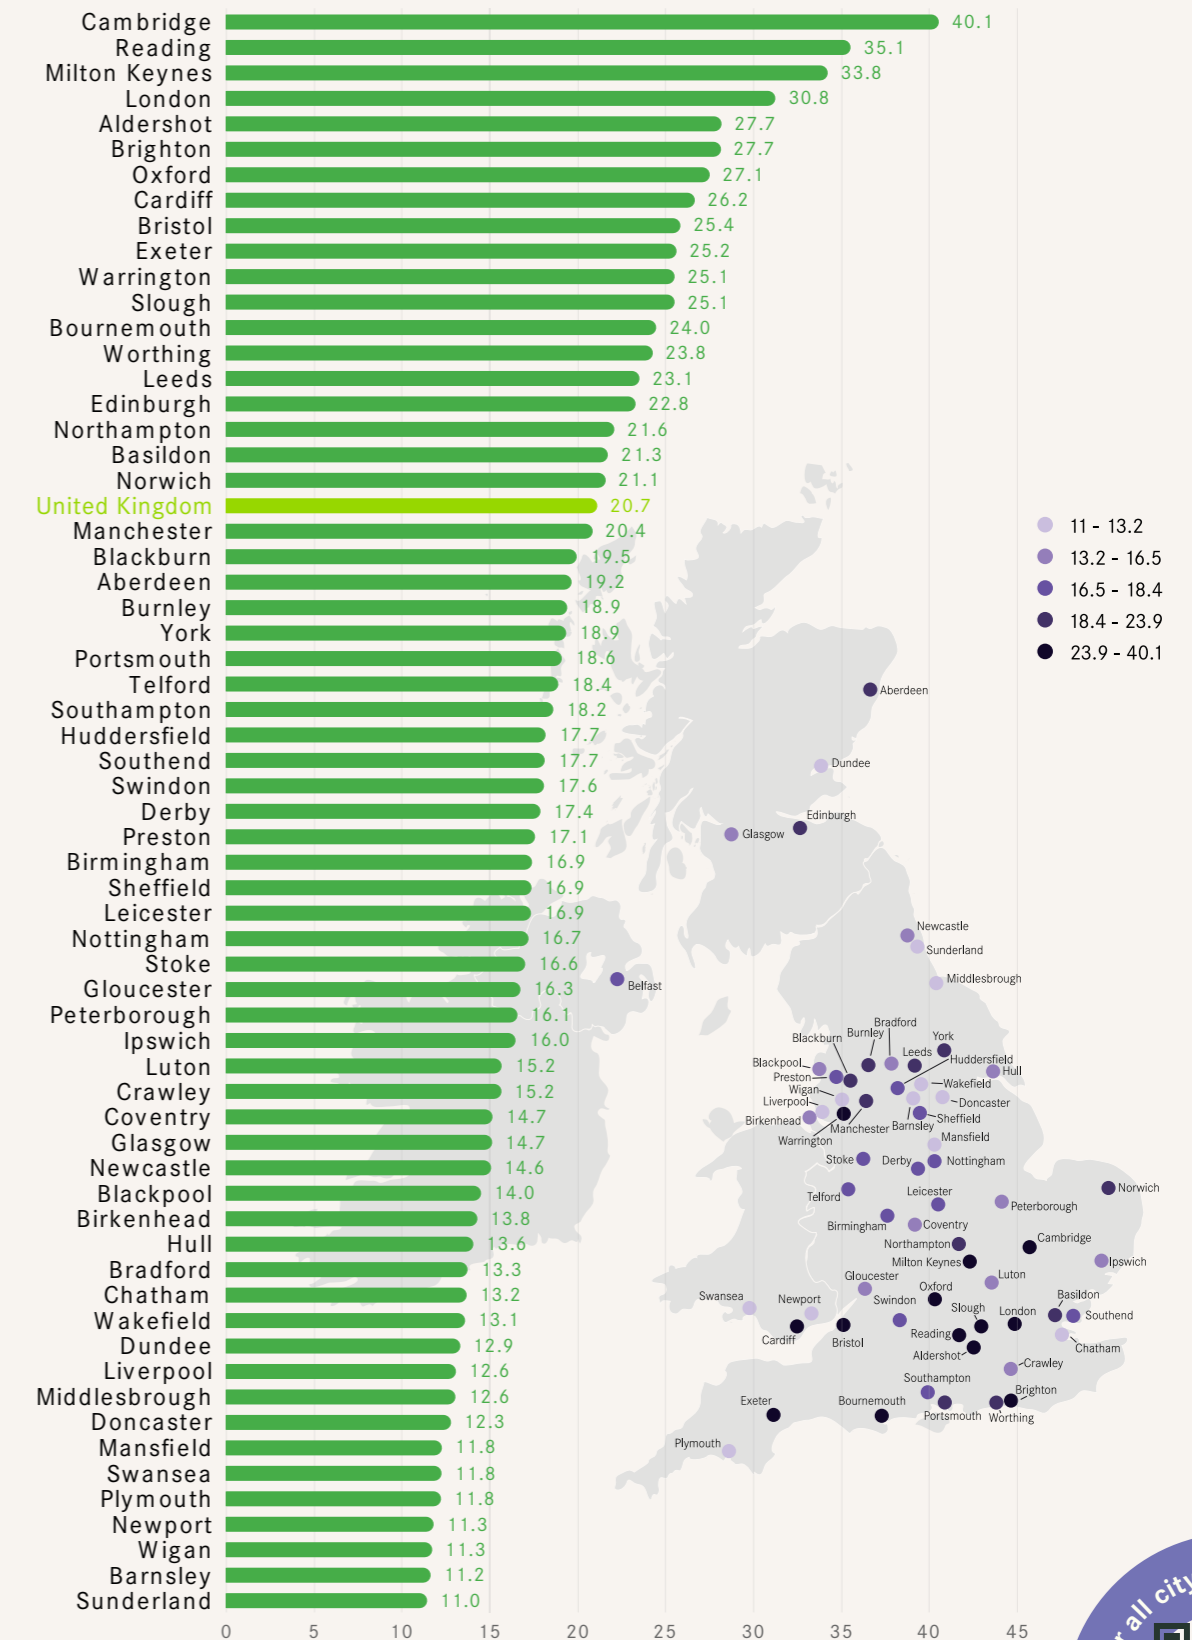 Cambridge 40.1
Reading 35.1
Milton Keynes 33.8
London 30.8
Aldershot 27.7
Brighton 27.7
Oxford 27.1
Cardiff 26.2
Bristol 25.4
Exeter 25.2
Warrington 25.1
Slough 25.1
Bournemouth 24.0
Worthing 23.8
Leeds 23.1
Edinburgh 22.8
Northampton 21.6
Basildon 21.3
Norwich 21.1
United Kingdom 20.7
Manchester 20.4
Blackburn 19.5
Aberdeen 19.2
Burnley 18.9
York 18.9
Portsmouth 18.6
Telford 18.4
Southampton 18.2
Huddersfield 17.7
Southend 17.7
Swindon 17.6
Derby 17.4
Preston 17.1
Birmingham 16.9
Sheffield 16.9
Leicester 16.9
Nottingham 16.7
Stoke 16.6
Gloucester 16.3
Peterborough 16.1
Ipswich 16.0
Luton 15.2
Crawley 15.2
Coventry 14.7
Glasgow 14.7
Newcastle 14.6
Blackpool 14.0
Birkenhead 13.8
Hull 13.6
Bradford 13.3
Chatham 13.2
Wakefield 13.1
Dundee 12.9
Liverpool 12.6
Middlesbrough 12.6
Doncaster 12.3
Mansfield 11.8
Swansea 11.8
Plymouth 11.8
Newport 11.3
Wigan 11.3
Barnsley 11.2
Sunderland 11.0
0 5 10 15 20 25 30 35 40 45
11 - 13.2
13.2 - 16.5
16.5 - 18.4
18.4 - 23.9
23.9 - 40.1
Aberdeen
Dundee
Edinburgh
Glasgow
Newcastle
Sunderland
Middlesbrough
Belfast
Bradford
Burnley
Blackburn
York
Leeds
Huddersfield
Blackpool
Hull
Preston
Wakefield
Wigan
Liverpool
Doncaster
Birkenhead
Sheffield
Manchester
Barnsley
Warrington
Mansfield
Stoke
Derby
Nottingham
Norwich
Telford
Leicester
Peterborough
Birmingham
Coventry
Northampton
Cambridge
Milton Keynes
Ipswich
Gloucester
Luton
Oxford
Swansea
Newport
Swindon
Slough
London
Basildon
Southend
Cardiff
Bristol
Reading
Aldershot
Chatham
Crawley
Southampton
Brighton
Exeter
Bournemouth
Portsmouth
Worthing
Plymouth
all city